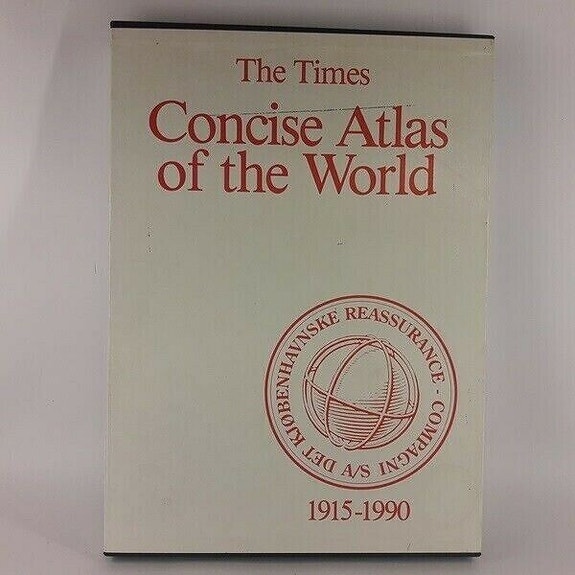 The Times
Concise Atlas
of the World
DET KJØBENHAVNSKE REASSURANCE - COMPAGNI S/A
1915-1990